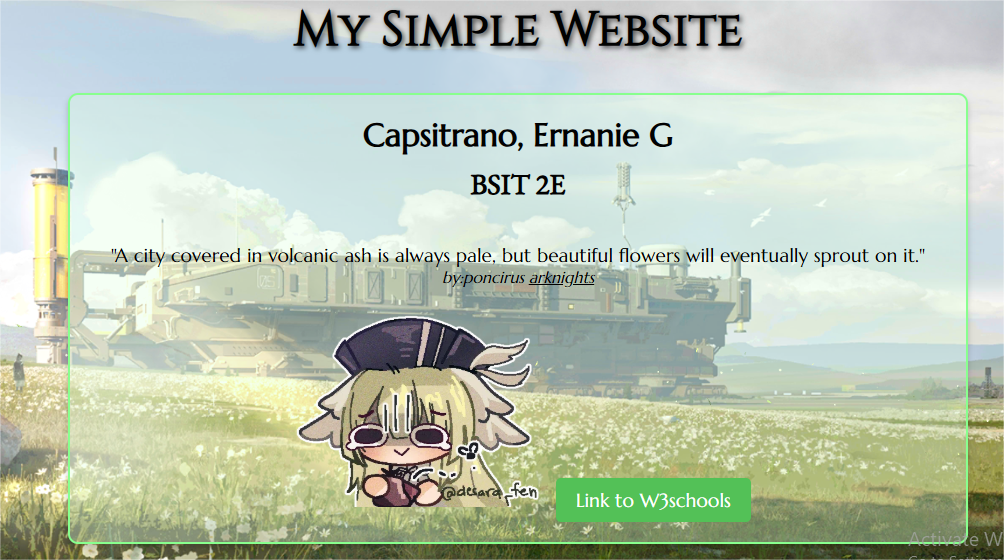 My Simple Website
Capsitrano, Ernanie G
BSIT 2E
"A city covered in volcanic ash is always pale, but beautiful flowers will eventually sprout on it."
by:poncirus arknights
@desara_fen
Link to W3schools
Activate W